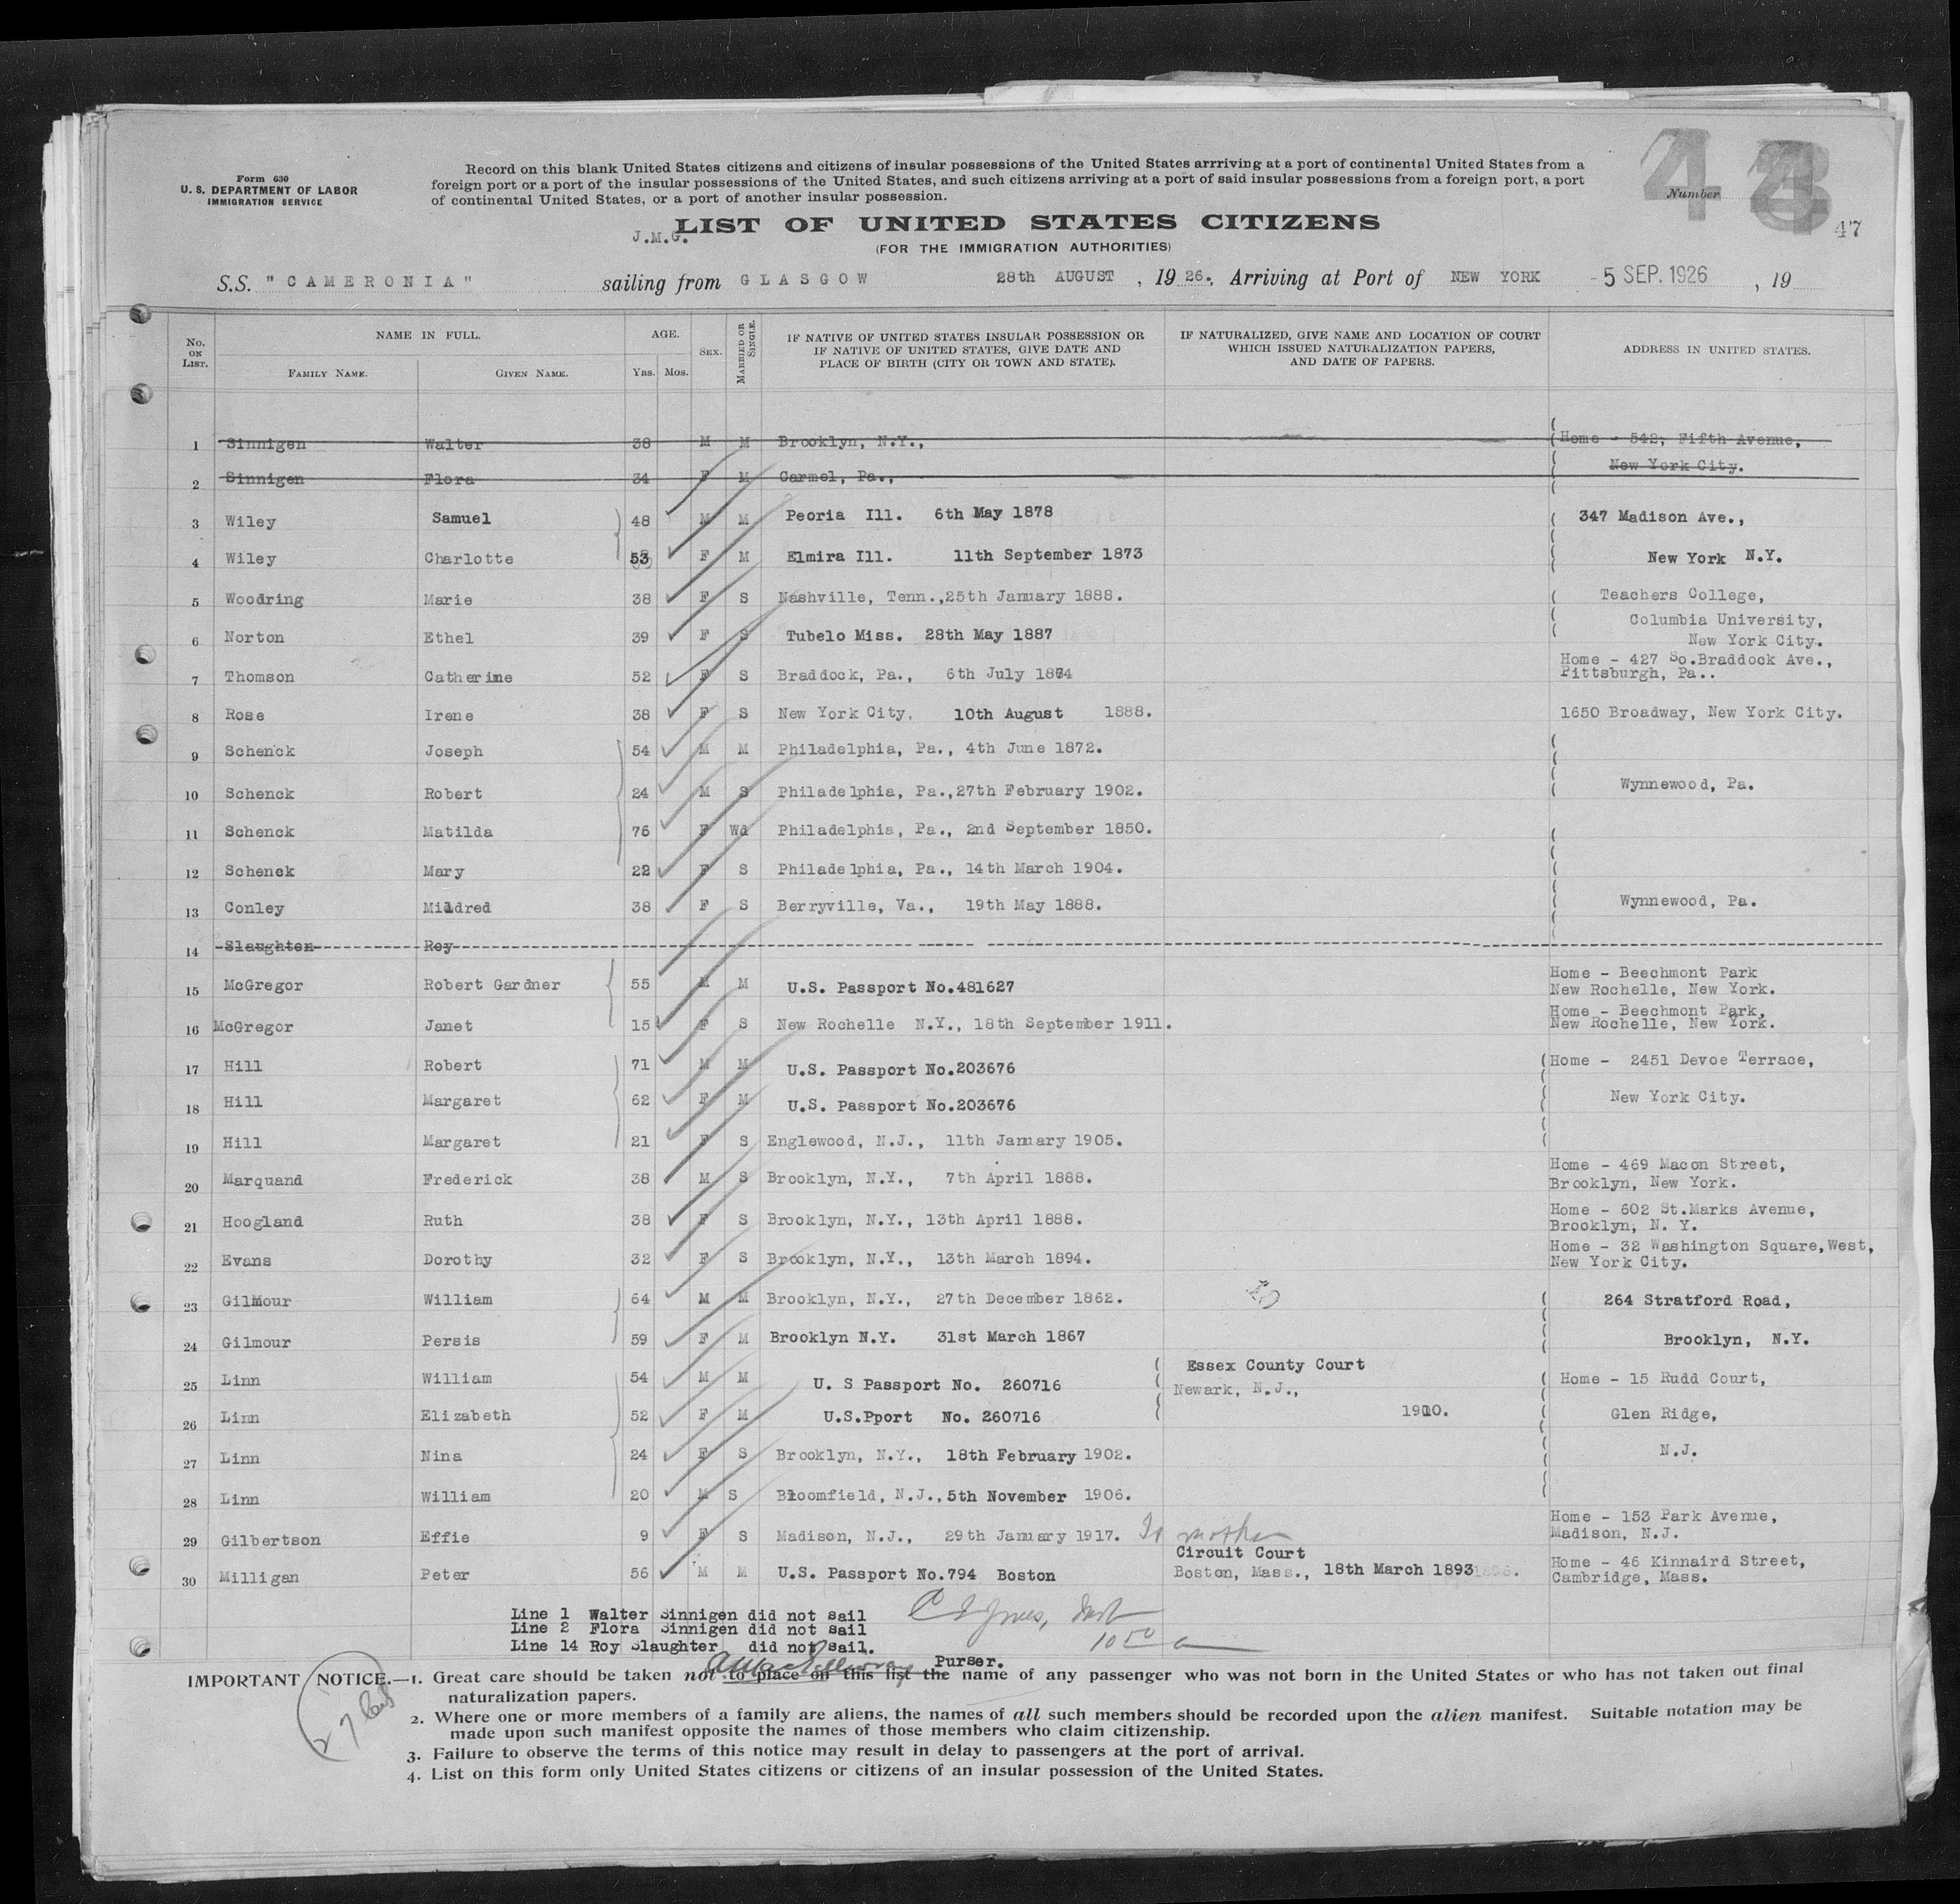 Form 630
U. S. DEPARTMENT OF LABOR
IMMIGRATION SERVICE
Record on this blank United States citizens and citizens of insular possessions of the United States arrriving at a port of continental United States from a
foreign port or a port of the insular possessions of the United States, and such citizens arriving at a port of said insular possessions from a foreign port, a port
of continental United States, or a port of another insular possession.
Number
47
J.M.G.
LIST OF UNITED STATES CITIZENS
(FOR THE IMMIGRATION AUTHORITIES)
S.S. "CAMERONIA" sailing from GLASGOW 28th AUGUST, 1926., Arriving at Port of NEW YORK -5 SEP. 1926, 19
No. ON LIST. NAME IN FULL. FAMILY NAME. GIVEN NAME. AGE. Yrs. Mos. SEX. MARRIED OR SINGLE. IF NATIVE OF UNITED STATES INSULAR POSSESSION OR IF NATIVE OF UNITED STATES, GIVE DATE AND PLACE OF BIRTH (CITY OR TOWN AND STATE). IF NATURALIZED, GIVE NAME AND LOCATION OF COURT WHICH ISSUED NATURALIZATION PAPERS, AND DATE OF PAPERS. ADDRESS IN UNITED STATES.
1 Sinnigen Walter 38 M M Brooklyn, N.Y., Home - 542, Fifth Avenue,
New York City.
2 Sinnigen Flora 34 F M Carmel, Pa.,
3 Wiley Samuel 48 M M Peoria Ill. 6th May 1878 347 Madison Ave.,
4 Wiley Charlotte 53 F M Elmira Ill. 11th September 1873 New York N.Y.
5 Woodring Marie 38 F S Nashville, Tenn.,25th January 1888. Teachers College,
Columbia University,
6 Norton Ethel 39 F S Tubelo Miss. 28th May 1887 New York City.
7 Thomson Catherine 52 F S Braddock, Pa., 6th July 1874 Home - 427 So.Braddock Ave.,
Pittsburgh, Pa..
8 Rose Irene 38 F S New York City, 10th August 1888. 1650 Broadway, New York City.
9 Schenck Joseph 54 M M Philadelphia, Pa., 4th June 1872.
10 Schenck Robert 24 M S Philadelphia, Pa.,27th February 1902. Wynnewood, Pa.
11 Schenck Matilda 76 F Wd Philadelphia, Pa., 2nd September 1850.
12 Schenck Mary 22 F S Philadelphia, Pa., 14th March 1904.
13 Conley Mildred 38 F S Berryville, Va., 19th May 1888. Wynnewood, Pa.
14 Slaughten Roy
15 McGregor Robert Gardner 55 M M U.S. Passport No.481627 Home - Beechmont Park
New Rochelle, New York.
16 McGregor Janet 15 F S New Rochelle N.Y., 18th September 1911. Home - Beechmont Park,
New Rochelle, New York.
17 Hill Robert 71 M M U.S. Passport No.203676 Home - 2451 Devoe Terrace,
18 Hill Margaret 62 F M U.S. Passport No.203676 New York City.
19 Hill Margaret 21 F S Englewood, N.J., 11th January 1905.
20 Marquand Frederick 38 M S Brooklyn, N.Y., 7th April 1888. Home - 469 Macon Street,
Brooklyn, New York.
21 Hoogland Ruth 38 F S Brooklyn, N.Y., 13th April 1888. Home - 602 St.Marks Avenue,
Brooklyn, N. Y.
22 Evans Dorothy 32 F S Brooklyn, N.Y., 13th March 1894. Home - 32 Washington Square,West,
New York City.
23 Gilmour William 64 M M Brooklyn, N.Y., 27th December 1862. 264 Stratford Road,
24 Gilmour Persis 59 F M Brooklyn N.Y. 31st March 1867 Brooklyn, N.Y.
25 Linn William 54 M M U. S Passport No. 260716 Essex County Court
Newark, N.J., Home - 15 Rudd Court,
26 Linn Elizabeth 52 F M U.S.Pport No. 260716 1910. Glen Ridge,
27 Linn Nina 24 F S Brooklyn, N.Y., 18th February 1902. N.J.
28 Linn William 20 M S Bloomfield, N.J.,5th November 1906.
29 Gilbertson Effie 9 F S Madison, N.J., 29th January 1917. To mother Home - 153 Park Avenue,
Madison, N.J.
30 Milligan Peter 56 M M U.S. Passport No.794 Boston Circuit Court
Boston, Mass., 18th March 1893 Home - 46 Kinnaird Street,
Cambridge, Mass.
Line 1 Walter Sinnigen did not sail
Line 2 Flora Sinnigen did not sail
Line 14 Roy Slaughter did not sail.
Purser.
IMPORTANT NOTICE.—1. Great care should be taken not to place on this list the name of any passenger who was not born in the United States or who has not taken out final
naturalization papers.
2. Where one or more members of a family are aliens, the names of all such members should be recorded upon the alien manifest. Suitable notation may be
made upon such manifest opposite the names of those members who claim citizenship.
3. Failure to observe the terms of this notice may result in delay to passengers at the port of arrival.
4. List on this form only United States citizens or citizens of an insular possession of the United States.